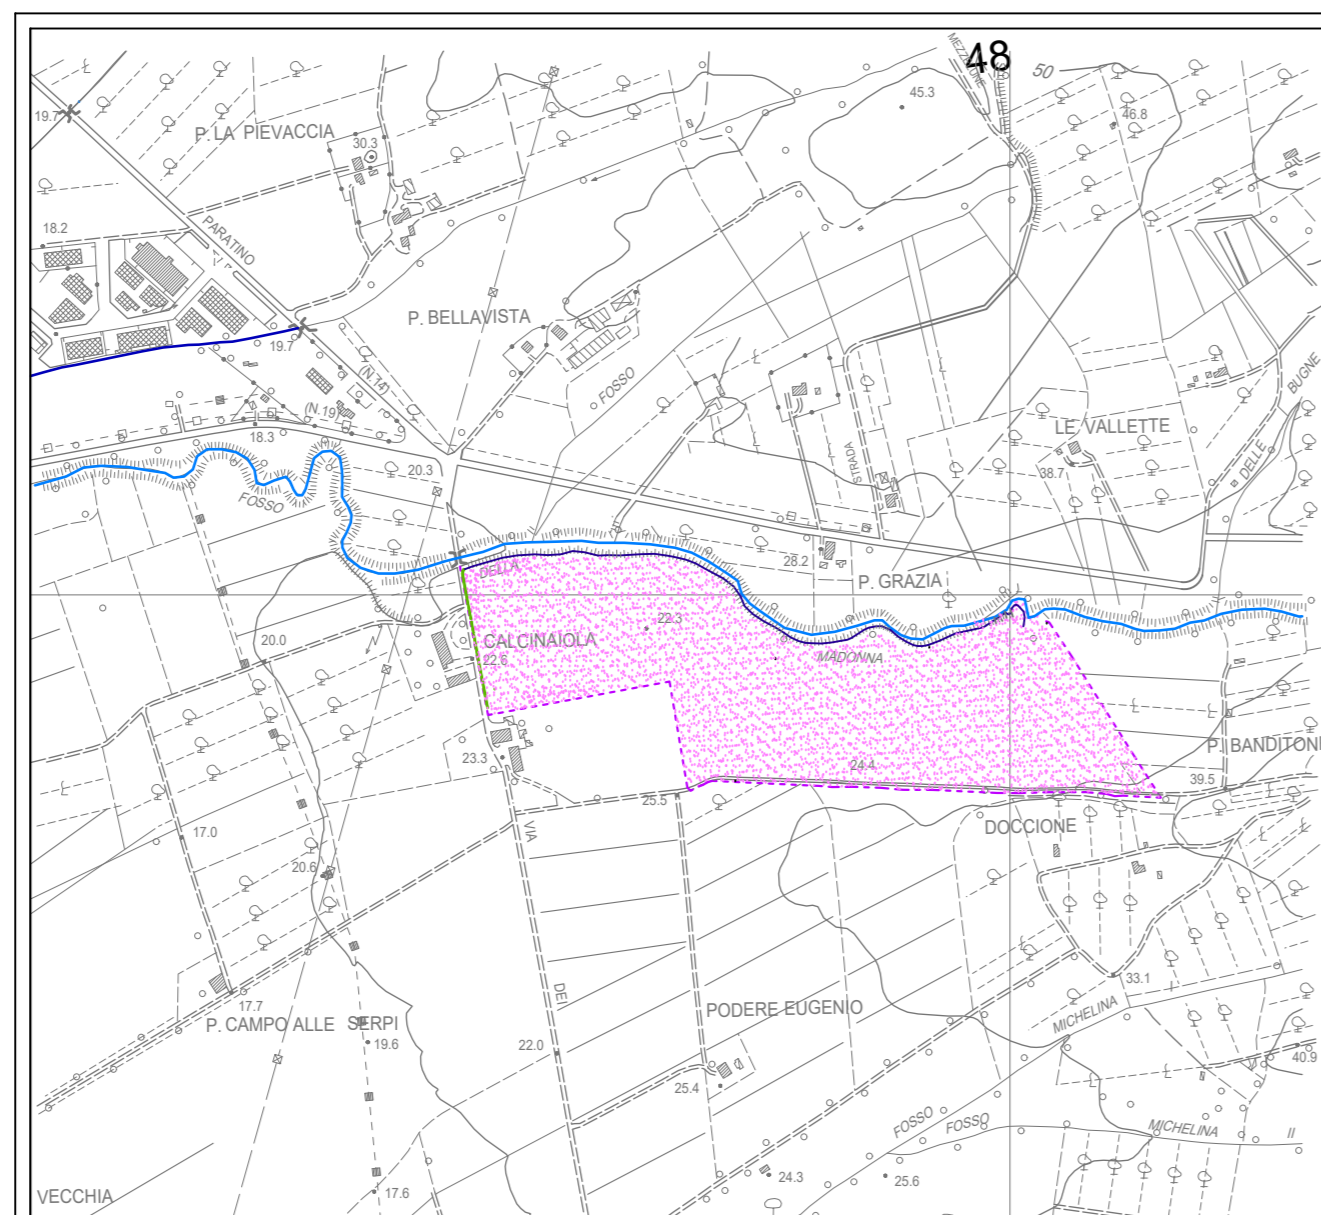 48
MEZZ
50
45.3
46.8
19.7
P. LA PIEVACCIA
30.3
18.2
PARATINO
P. BELLAVISTA
19.7
(N.14)
FOSSO
BUGNE
(N.19)
18.3
LE VALLETTE
20.3
STRADA
38.7
DELLE
FOSSO
28.2
DELLA
P. GRAZIA
22.3
20.0
CALCINAIOLA
22.6
MADONNA
P. BANDITONI
23.3
24.4
39.5
25.5
VIA
DOCCIONE
17.0
20.6
33.1
17.7
DEI
PODERE EUGENIO
MICHELINA
P. CAMPO ALLE SERPI
19.6
22.0
40.9
25.4
FOSSO
FOSSO
MICHELINA
II
24.3
25.6
VECCHIA
17.6